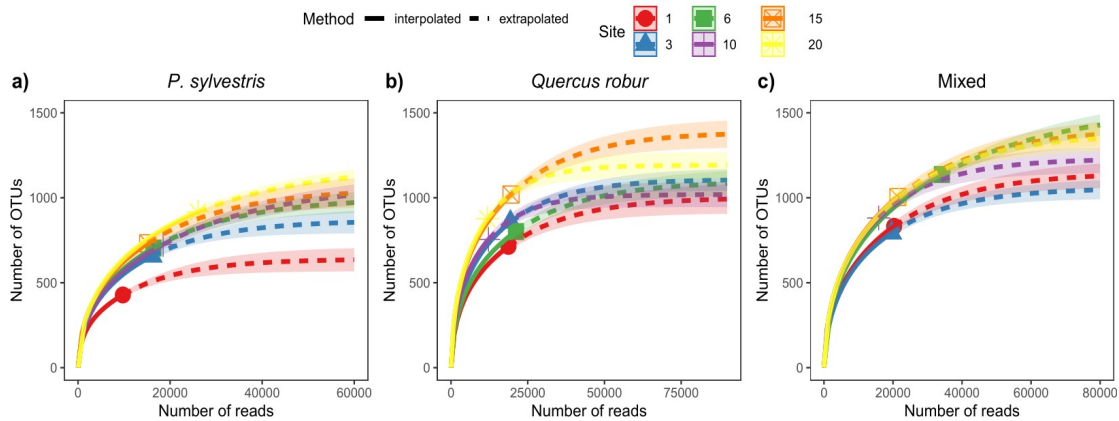 Method interpolated extrapolated
Site 1 6 15
3 10 20
a) P. sylvestris
b) Quercus robur
c) Mixed
Number of OTUs
1500
1000
500
0
0 20000 40000 60000
Number of reads
Number of OTUs
1500
1000
500
0
0 25000 50000 75000
Number of reads
Number of OTUs
1500
1000
500
0
0 20000 40000 60000 80000
Number of reads